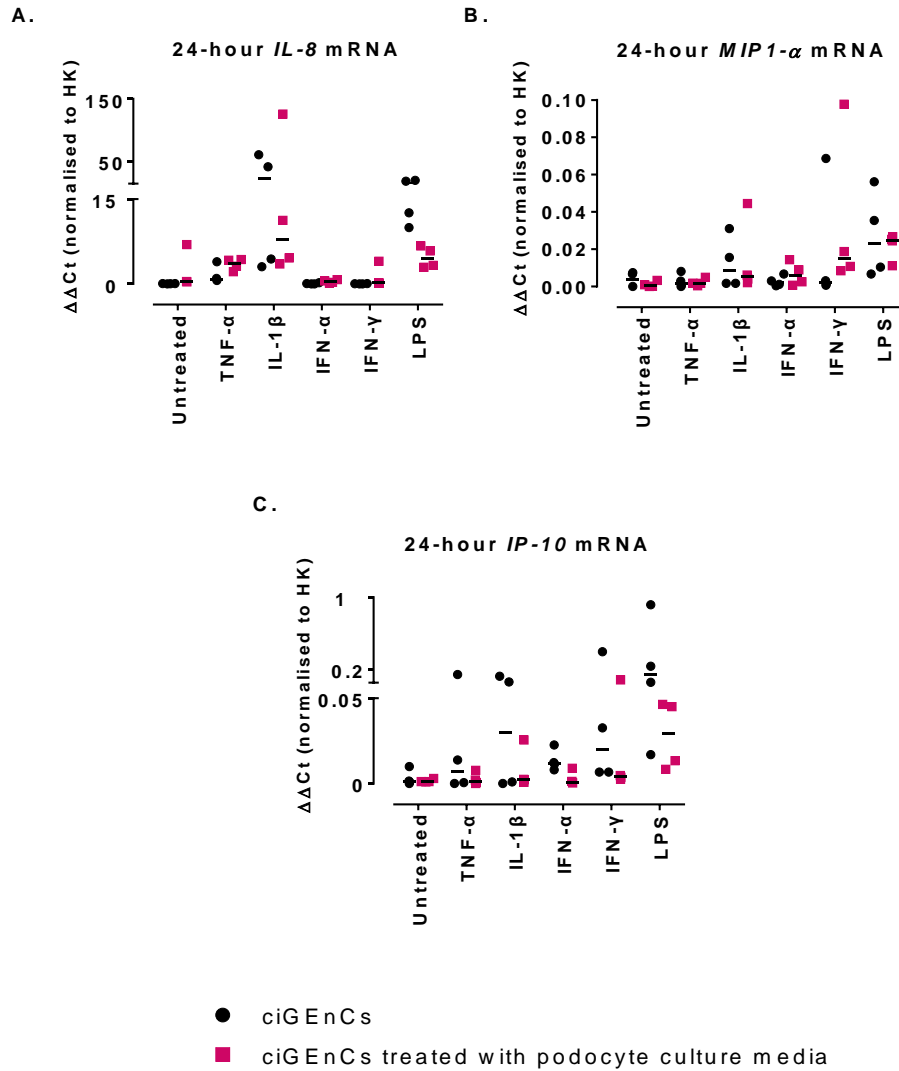 A.
24-hour IL-8 mRNA
ΔΔCt (normalised to HK)
150
50
15
0
Untreated
TNF-α
IL-1β
IFN-α
IFN-γ
LPS
B.
24-hour MIP1-α mRNA
ΔΔCt (normalised to HK)
0.10
0.08
0.06
0.04
0.02
0.00
Untreated
TNF-α
IL-1β
IFN-α
IFN-γ
LPS
C.
24-hour IP-10 mRNA
ΔΔCt (normalised to HK)
1
0.2
0.05
0
Untreated
TNF-α
IL-1β
IFN-α
IFN-γ
LPS
ciGEnCs
ciGEnCs treated with podocyte culture media